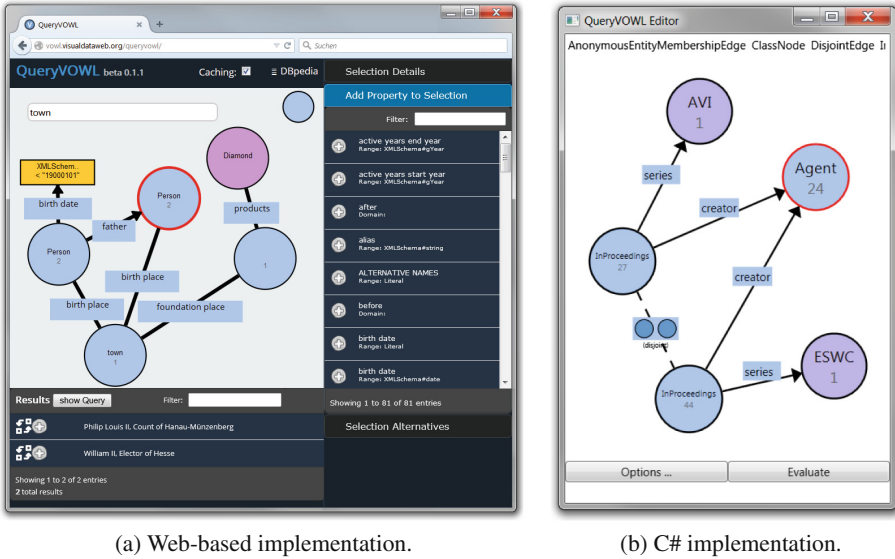 QueryVOWL
vowl.visualdataweb.org/queryvowl/
Suchen
QueryVOWL beta 0.1.1
Caching:
DBpedia
town
Diamond
XMLSchem..
< "19000101"
Person
2
birth date
father
products
Person
2
1
birth place
birth place
foundation place
town
1
Results
show Query
Filter:
Philip Louis II, Count of Hanau-Münzenberg
William II, Elector of Hesse
Showing 1 to 2 of 2 entries
2 total results
Selection Details
Add Property to Selection
Filter:
active years end year
Range: XMLSchema#gYear
active years start year
Range: XMLSchema#gYear
after
Domain:
alias
Range: XMLSchema#string
ALTERNATIVE NAMES
Range: Literal
before
Domain:
birth date
Range: Literal
birth date
Range: XMLSchema#date
Showing 1 to 81 of 81 entries
Selection Alternatives
(a) Web-based implementation.
QueryVOWL Editor
AnonymousEntityMembershipEdge ClassNode DisjointEdge
AVI
1
series
Agent
24
creator
InProceedings
27
creator
(disjoint)
ESWC
1
series
InProceedings
44
Options ...
Evaluate
(b) C# implementation.